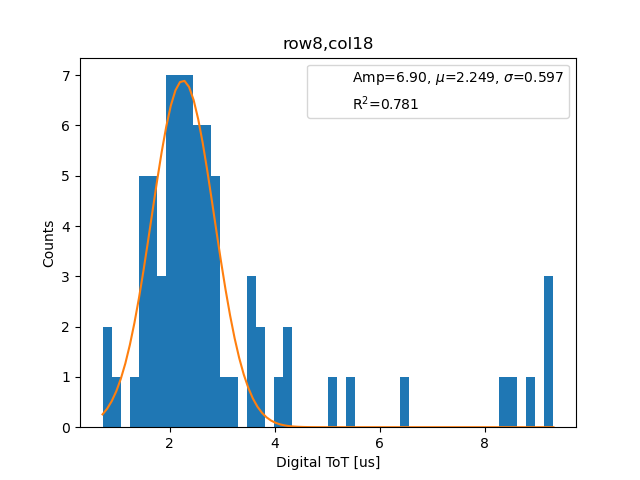 row8,col18
Amp=6.90, μ=2.249, σ=0.597
R²=0.781
7
6
5
4
3
2
1
0
Counts
2 4 6 8
Digital ToT [us]